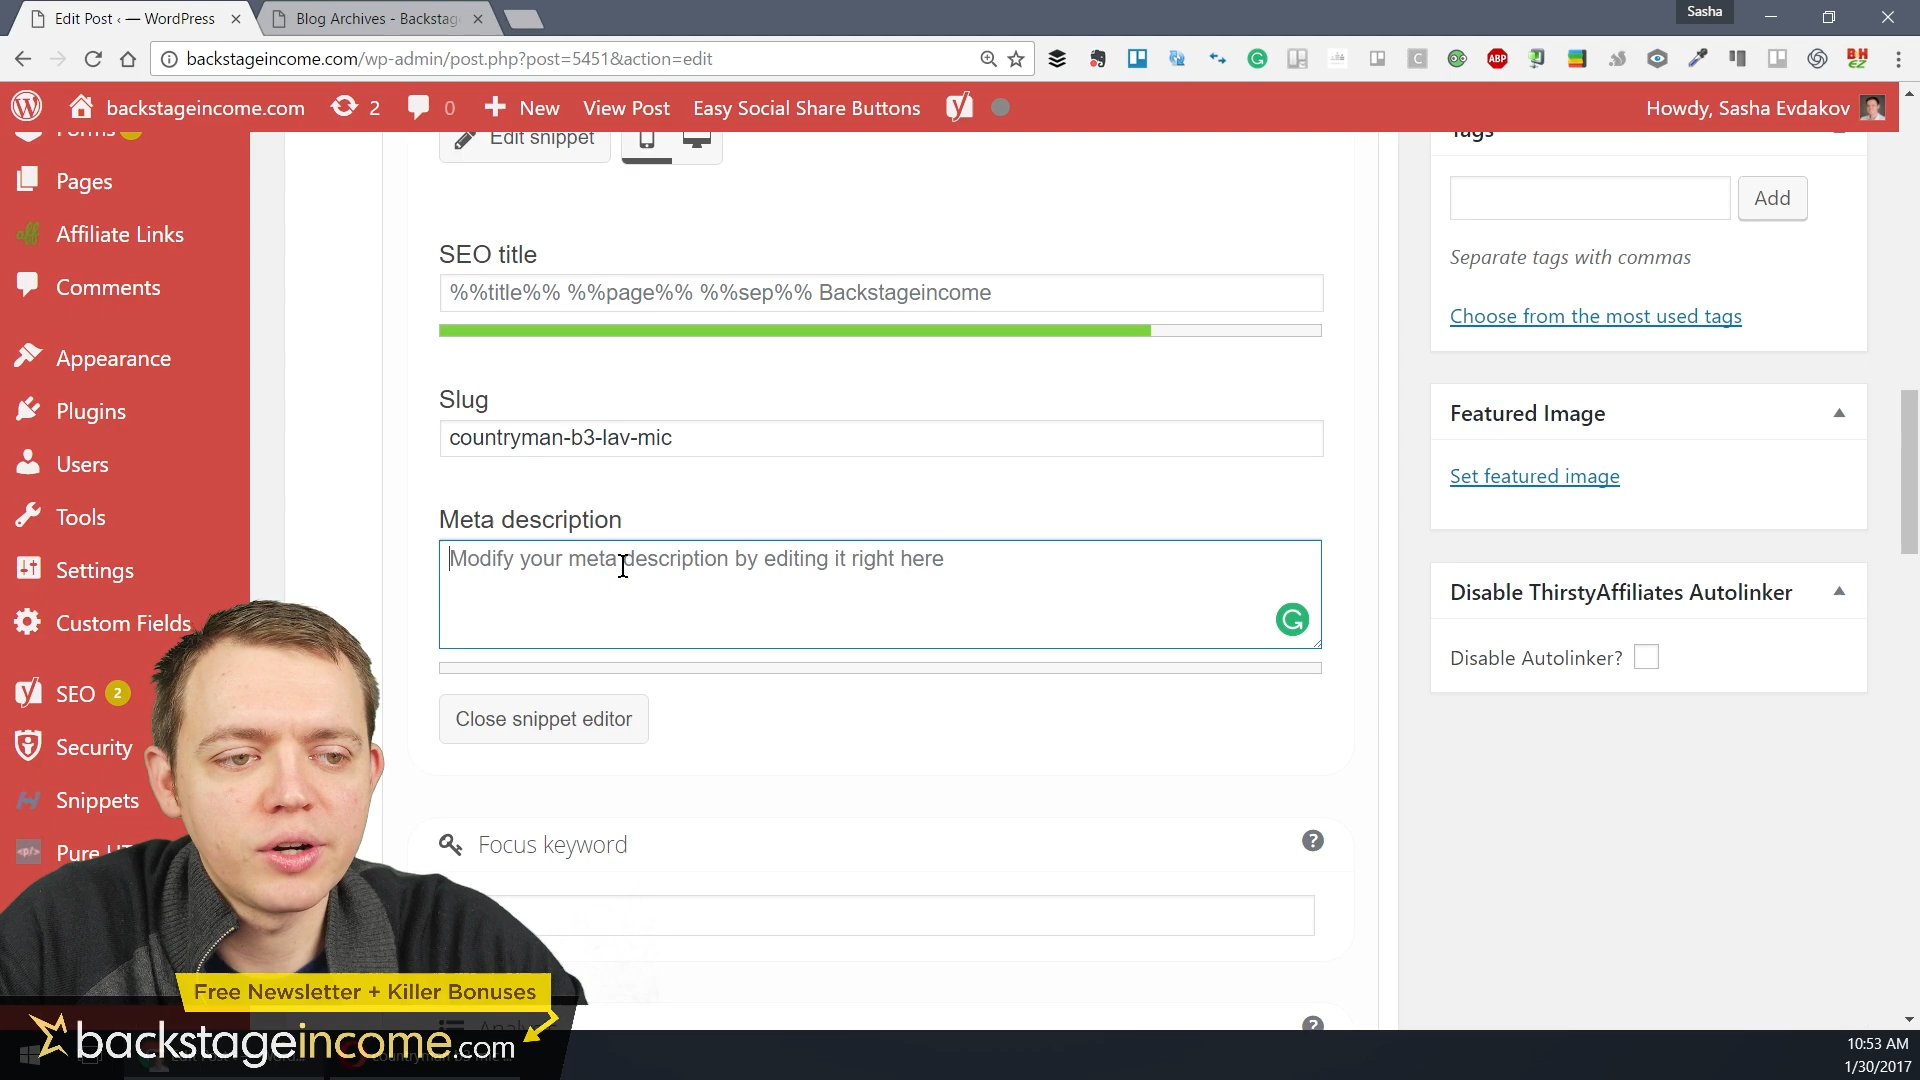 Edit Post ‹ — WordPress
Blog Archives - Backstag
Sasha
backstageincome.com/wp-admin/post.php?post=5451&action=edit
backstageincome.com
2
0
New
View Post
Easy Social Share Buttons
Howdy, Sasha Evdakov
Forms
Pages
Affiliate Links
Comments
Appearance
Plugins
Users
Tools
Settings
Custom Fields
SEO 2
Security
Snippets
Edit snippet
SEO title
%%title%% %%page%% %%sep%% Backstageincome
Slug
countryman-b3-lav-mic
Meta description
Modify your meta description by editing it right here
Close snippet editor
Focus keyword
Tags
Add
Separate tags with commas
Choose from the most used tags
Featured Image
Set featured image
Disable ThirstyAffiliates Autolinker
Disable Autolinker?
Free Newsletter + Killer Bonuses
backstageincome.com
10:53 AM
1/30/2017